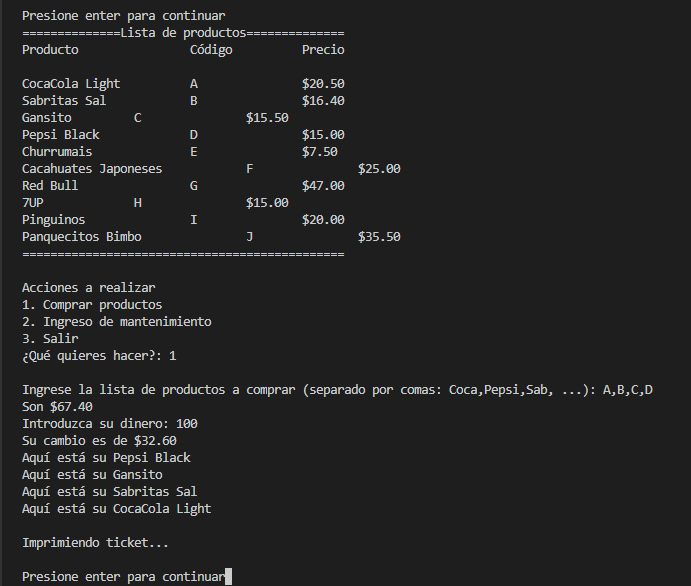 Presione enter para continuar
==============Lista de productos==============
Producto Código Precio
CocaCola Light A $20.50
Sabritas Sal B $16.40
Gansito C $15.50
Pepsi Black D $15.00
Churrumais E $7.50
Cacahuates Japoneses F $25.00
Red Bull G $47.00
7UP H $15.00
Pinguinos I $20.00
Panquecitos Bimbo J $35.50
==============================================
Acciones a realizar
1. Comprar productos
2. Ingreso de mantenimiento
3. Salir
¿Qué quieres hacer?: 1
Ingrese la lista de productos a comprar (separado por comas: Coca,Pepsi,Sab, ...): A,B,C,D
Son $67.40
Introduzca su dinero: 100
Su cambio es de $32.60
Aquí está su Pepsi Black
Aquí está su Gansito
Aquí está su Sabritas Sal
Aquí está su CocaCola Light
Imprimiendo ticket...
Presione enter para continuar